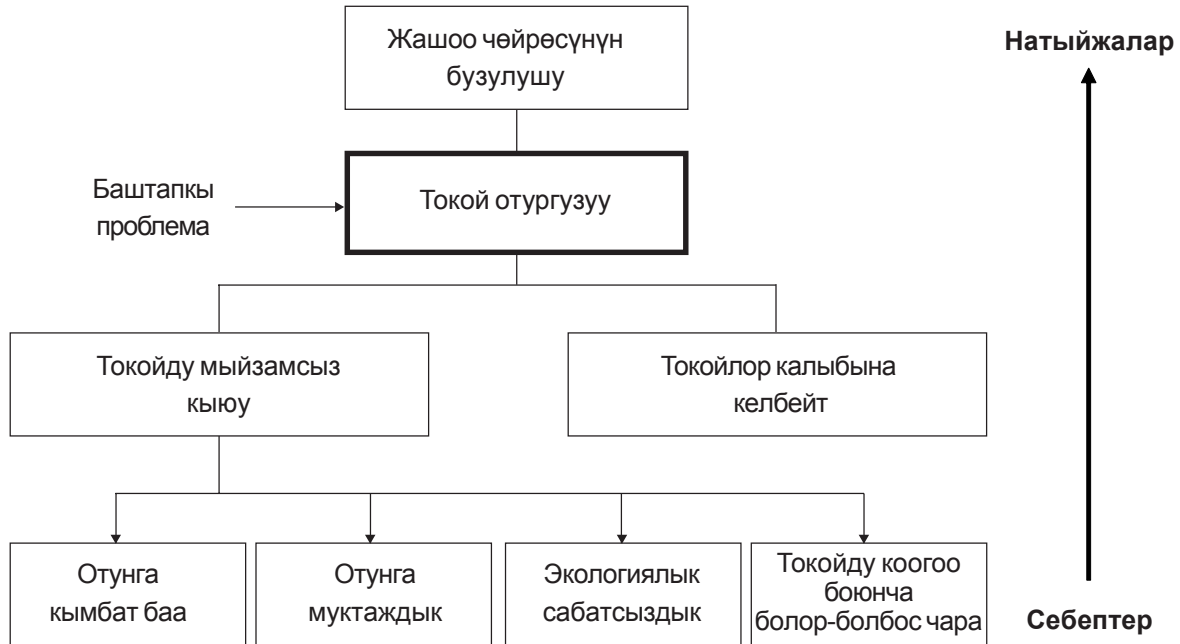 Жашоо чөйрөсүнүн
бузулушу
Натыйжалар
Баштапкы
проблема
Токой отургузуу
Токойду мыйзамсыз
кыюу
Токойлор калыбына
келбейт
Отунга
кымбат баа
Отунга
муктаждык
Экологиялык
сабатсыздык
Токойду коогоо
боюнча
болор-болбос чара
Себептер